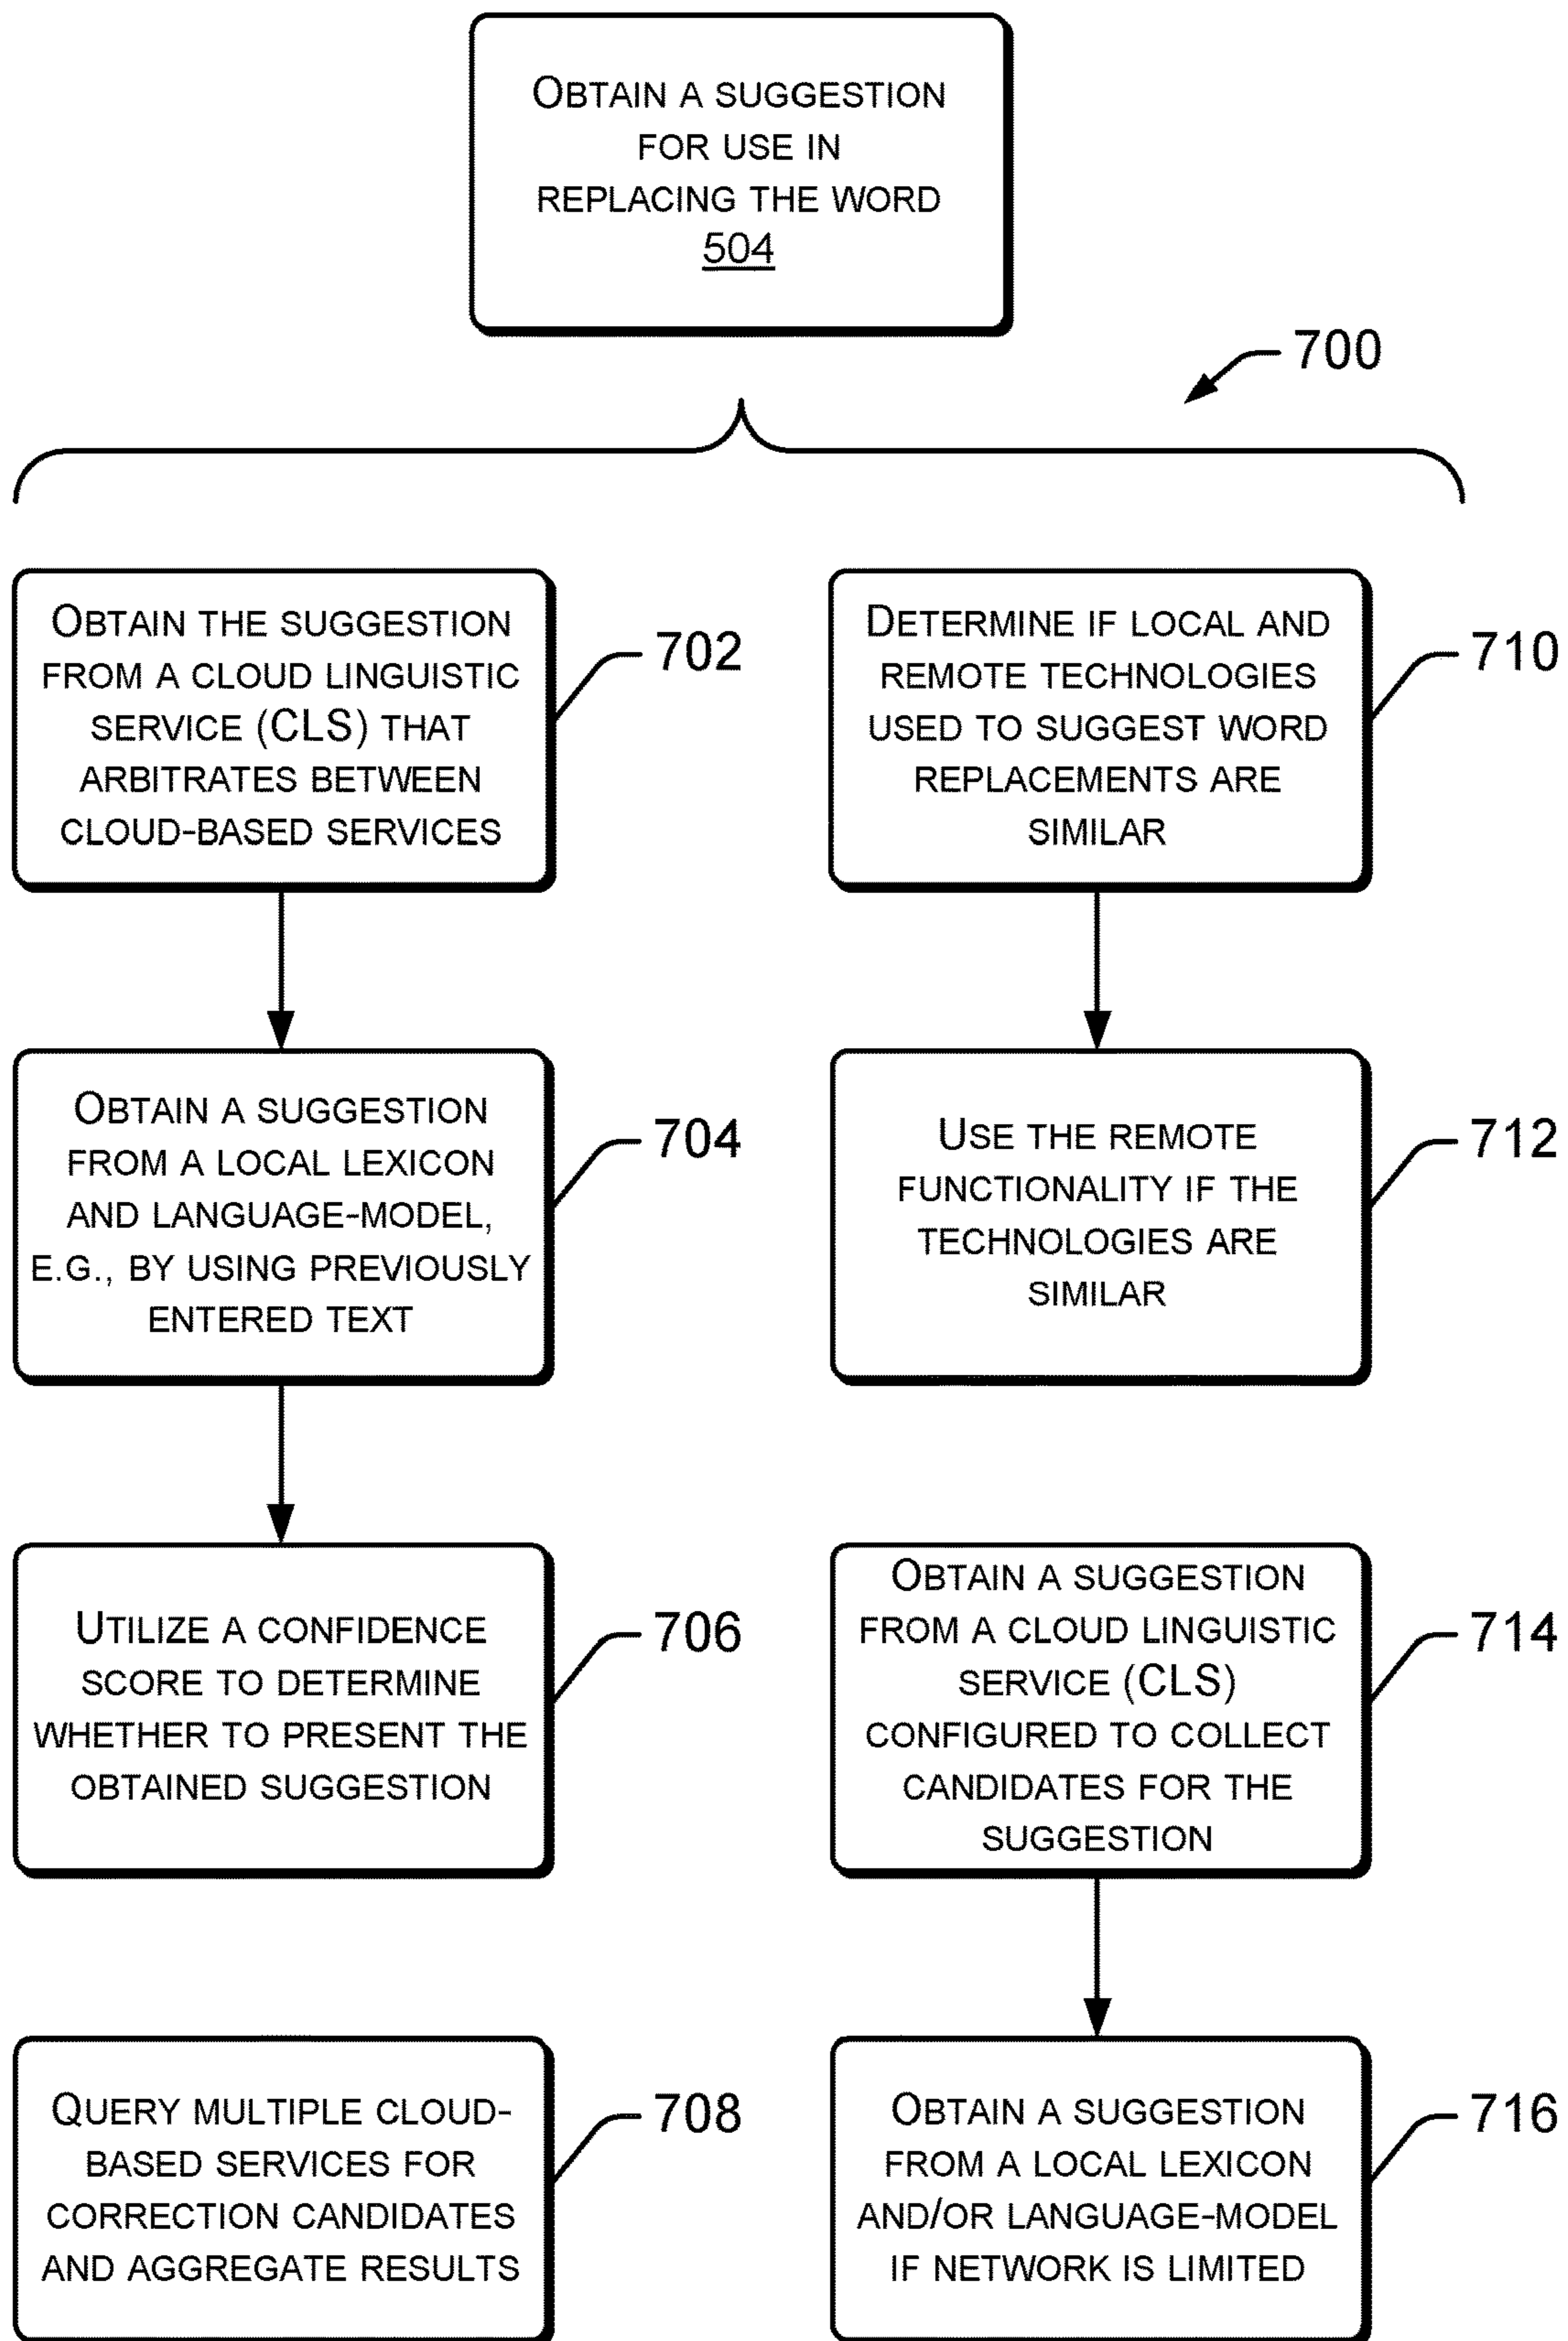 OBTAIN A SUGGESTION
FOR USE IN
REPLACING THE WORD
504
700
OBTAIN THE SUGGESTION
FROM A CLOUD LINGUISTIC
SERVICE (CLS) THAT
ARBITRATES BETWEEN
CLOUD-BASED SERVICES
702
OBTAIN A SUGGESTION
FROM A LOCAL LEXICON
AND LANGUAGE-MODEL,
E.G., BY USING PREVIOUSLY
ENTERED TEXT
704
UTILIZE A CONFIDENCE
SCORE TO DETERMINE
WHETHER TO PRESENT THE
OBTAINED SUGGESTION
706
QUERY MULTIPLE CLOUD-
BASED SERVICES FOR
CORRECTION CANDIDATES
AND AGGREGATE RESULTS
708
DETERMINE IF LOCAL AND
REMOTE TECHNOLOGIES
USED TO SUGGEST WORD
REPLACEMENTS ARE
SIMILAR
710
USE THE REMOTE
FUNCTIONALITY IF THE
TECHNOLOGIES ARE
SIMILAR
712
OBTAIN A SUGGESTION
FROM A CLOUD LINGUISTIC
SERVICE (CLS)
CONFIGURED TO COLLECT
CANDIDATES FOR THE
SUGGESTION
714
OBTAIN A SUGGESTION
FROM A LOCAL LEXICON
AND/OR LANGUAGE-MODEL
IF NETWORK IS LIMITED
716